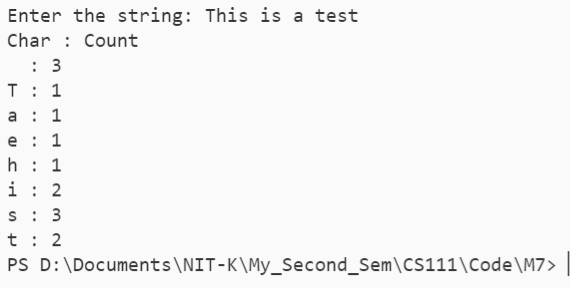 Enter the string: This is a test
Char : Count
  : 3
T : 1
a : 1
e : 1
h : 1
i : 2
s : 3
t : 2
PS D:\Documents\NIT-K\My_Second_Sem\CS111\Code\M7>